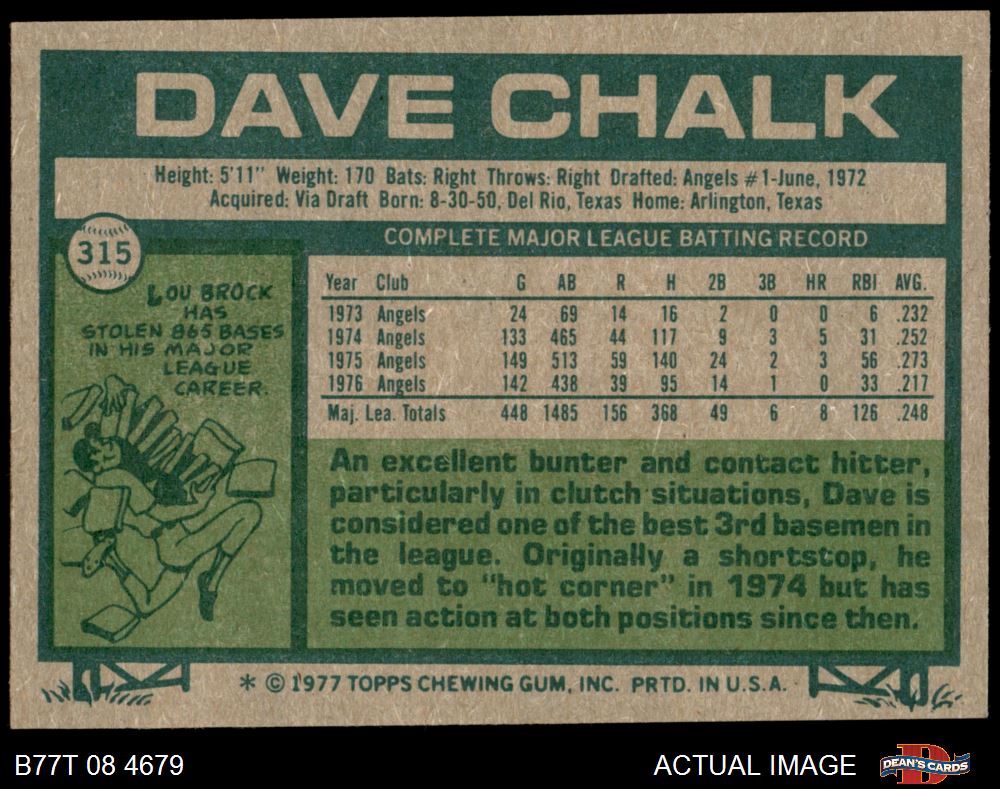 DAVE CHALK
Height: 5'11" Weight: 170 Bats: Right Throws: Right Drafted: Angels #1-June, 1972
Acquired: Via Draft Born: 8-30-50, Del Rio, Texas Home: Arlington, Texas
315
COMPLETE MAJOR LEAGUE BATTING RECORD
LOU BROCK
HAS
STOLEN 865 BASES
IN HIS MAJOR
LEAGUE
CAREER.
Year Club G AB R H 2B 3B HR RBI AVG.
1973 Angels 24 69 14 16 2 0 0 6 .232
1974 Angels 133 465 44 117 9 3 5 31 .252
1975 Angels 149 513 59 140 24 2 3 56 .273
1976 Angels 142 438 39 95 14 1 0 33 .217
Maj. Lea. Totals 448 1485 156 368 49 6 8 126 .248
An excellent bunter and contact hitter,
particularly in clutch situations, Dave is
considered one of the best 3rd basemen in
the league. Originally a shortstop, he
moved to "hot corner" in 1974 but has
seen action at both positions since then.
* © 1977 TOPPS CHEWING GUM, INC. PRTD. IN U.S.A.
B77T 08 4679
ACTUAL IMAGE
D
DEAN'S CARDS